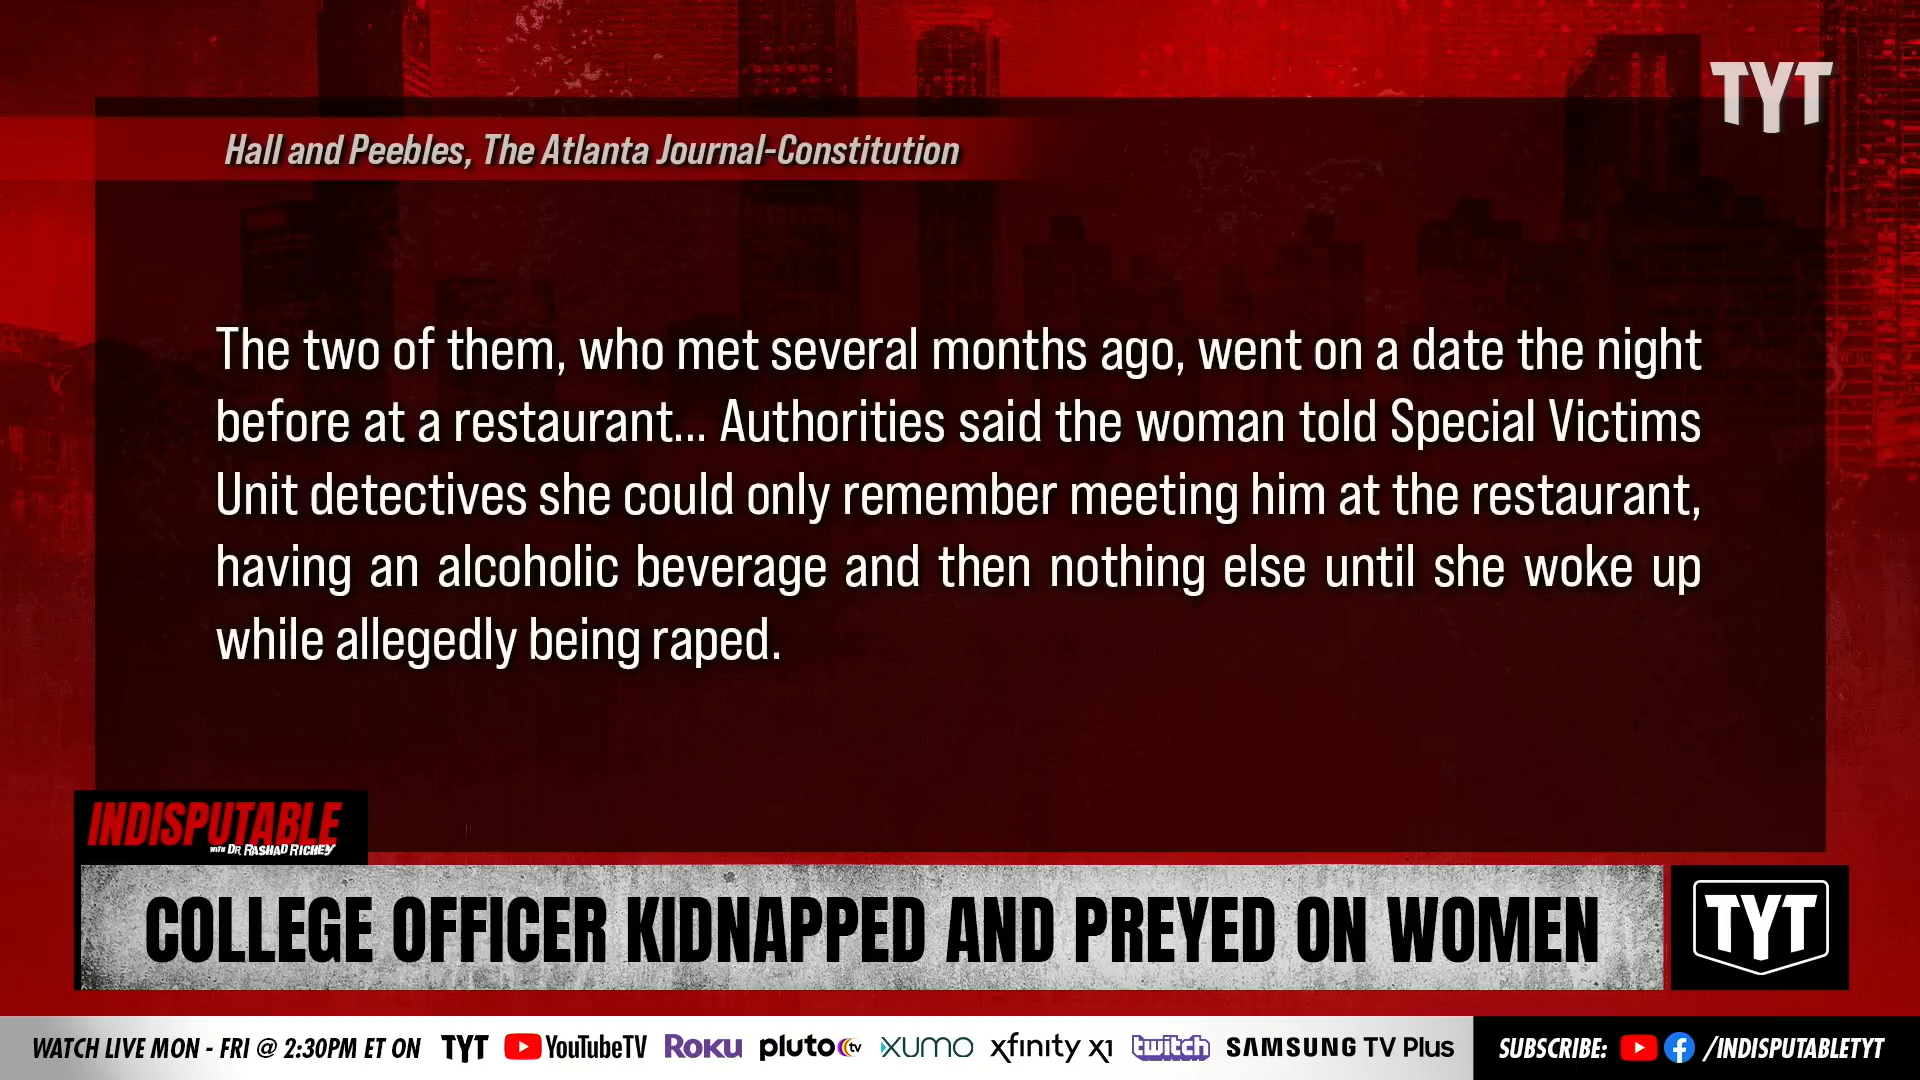 TYT
Hall and Peebles, The Atlanta Journal-Constitution
The two of them, who met several months ago, went on a date the night
before at a restaurant... Authorities said the woman told Special Victims
Unit detectives she could only remember meeting him at the restaurant,
having an alcoholic beverage and then nothing else until she woke up
while allegedly being raped.
INDISPUTABLE
WITH DR RASHAD RICHEY
COLLEGE OFFICER KIDNAPPED AND PREYED ON WOMEN
TYT
WATCH LIVE MON - FRI @ 2:30PM ET ON TYT YouTubeTV ROKU pluto tv XUMO xfinity x1 twitch SAMSUNG TV Plus SUBSCRIBE: /INDISPUTABLETYT